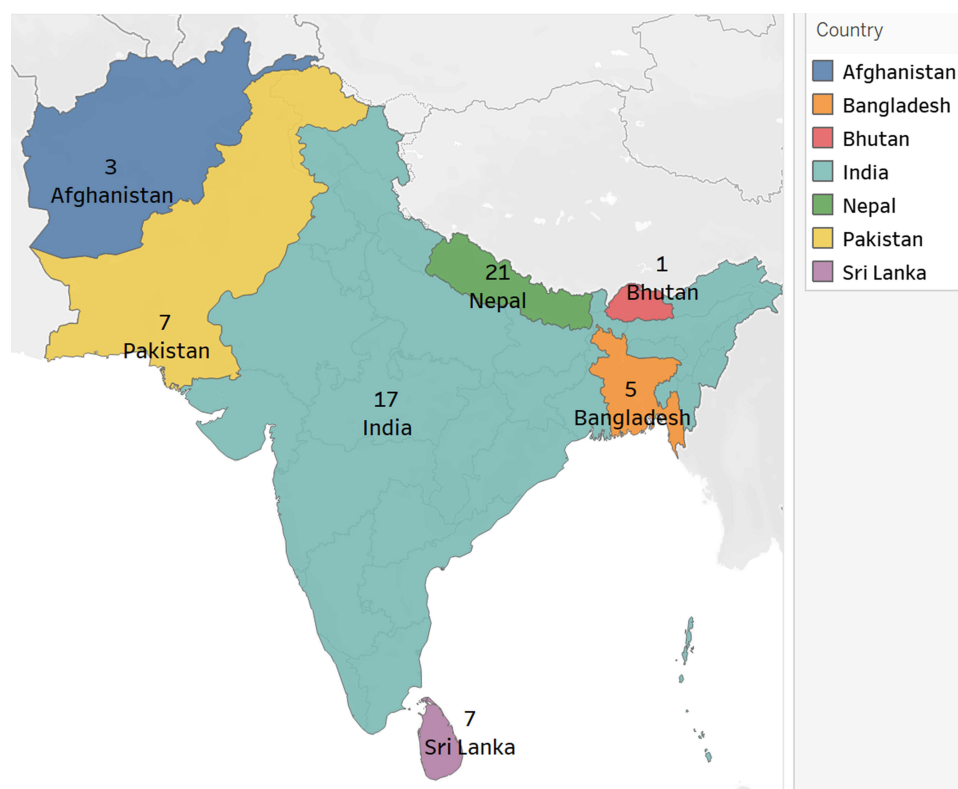 Country
Afghanistan
Bangladesh
Bhutan
India
Nepal
Pakistan
Sri Lanka
3
Afghanistan
21
Nepal
1
Bhutan
7
Pakistan
17
India
5
Bangladesh
7
Sri Lanka